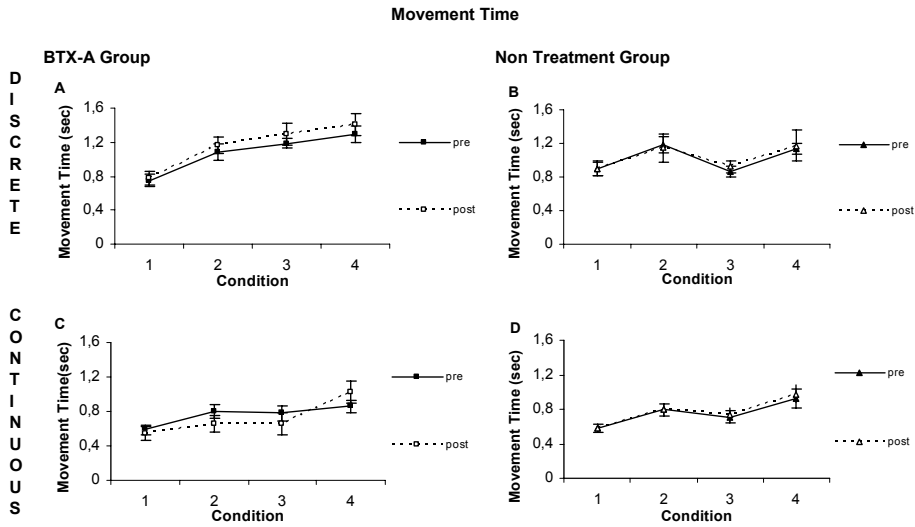 Movement Time
BTX-A Group
Non Treatment Group
DISCRETE
A
Movement Time (sec)
1,6
1,2
0,8
0,4
0
1 2 3 4
Condition
pre
post
B
Movement Time (sec)
1,6
1,2
0,8
0,4
0
1 2 3 4
Condition
pre
post
CONTINUOUS
C
Movement Time(sec)
1,6
1,2
0,8
0,4
0
1 2 3 4
Condition
pre
post
D
Movement Time (sec)
1,6
1,2
0,8
0,4
0
1 2 3 4
Condition
pre
post